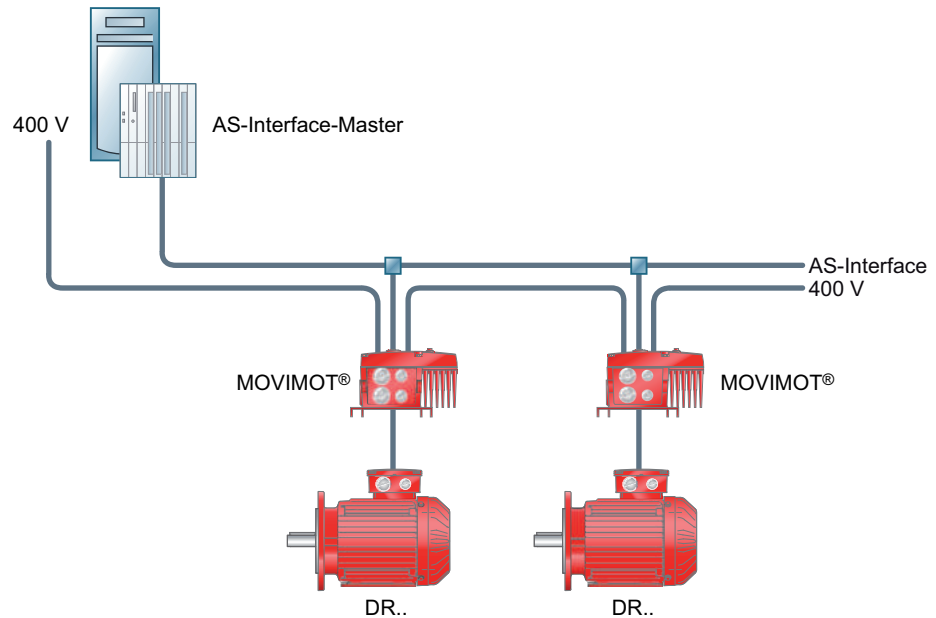 400 V
AS-Interface-Master
AS-Interface
400 V
MOVIMOT®
MOVIMOT®
DR..
DR..